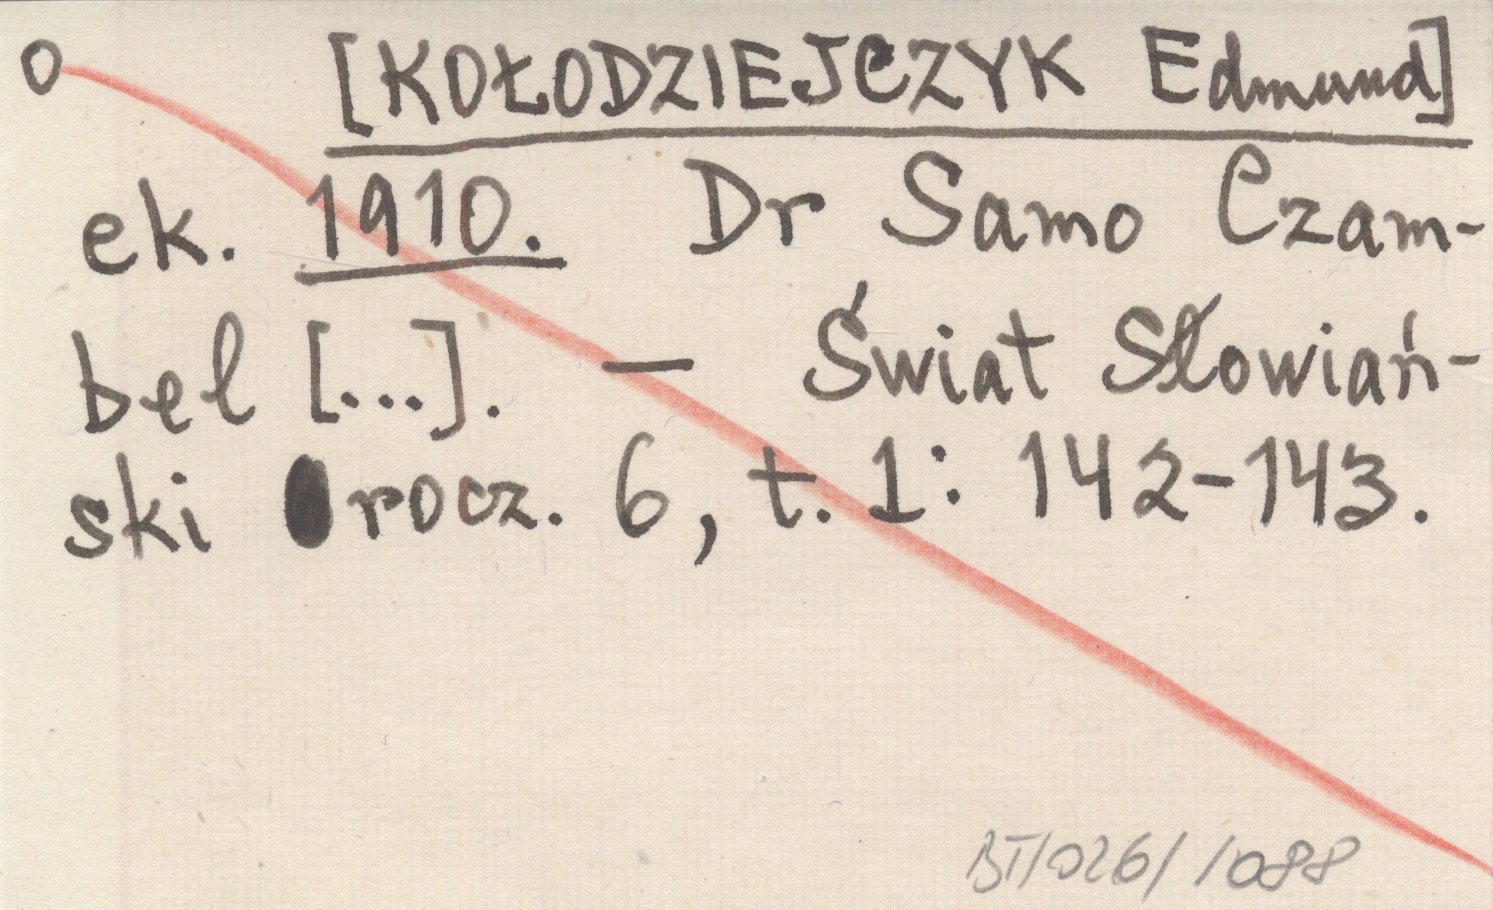 O [KOŁODZIEJCZYK Edmund]
ek. 1910. Dr Samo Czam-
bel [...]. — Świat Słowiań-
ski rocz. 6, t. 1: 142-143.
BT/026/1088